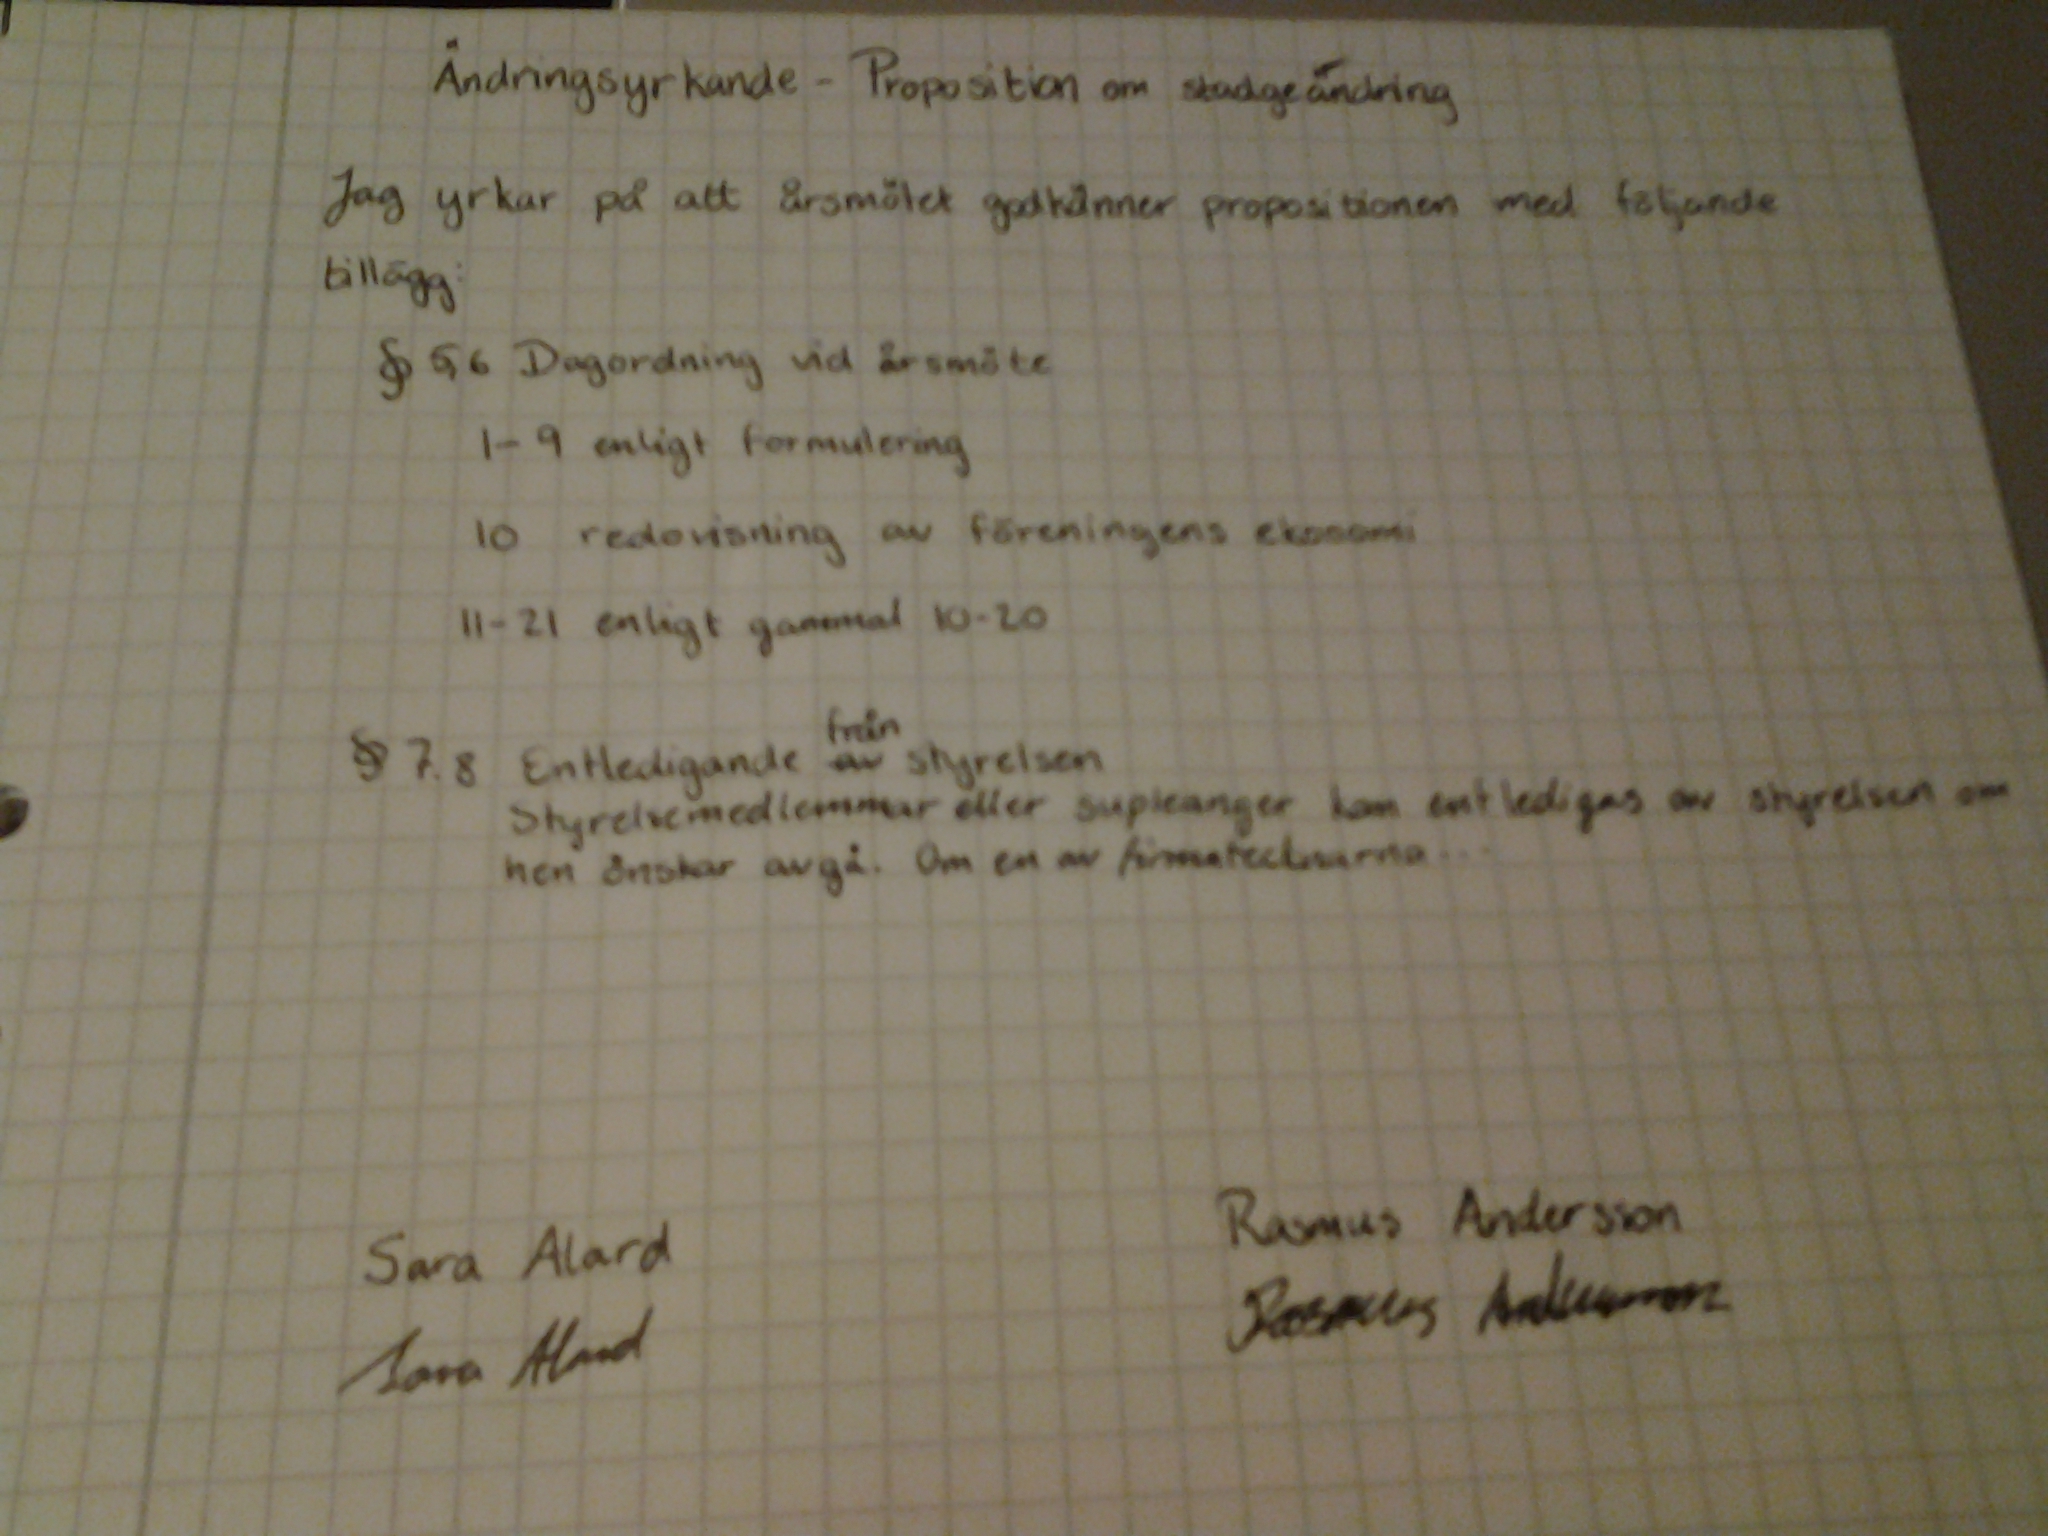 Ändringsyrkande - Proposition om stadgeändring
Jag yrkar på att årsmötet godkänner propositionen med följande
tillägg:
§ 5,6 Dagordning vid årsmöte
1-9 enligt formulering
10 redovisning av föreningens ekonomi
11-21 enligt gammal 10-20
från
§ 7.8 Entledigande av styrelsen
Styrelsemedlemmar eller supleanger kan entledigas av styrelsen om
hen önskar avgå. Om en av firmatecknarna...
Rasmus Andersson
Sara Alard
Rasmus Andersson
Sara Alard